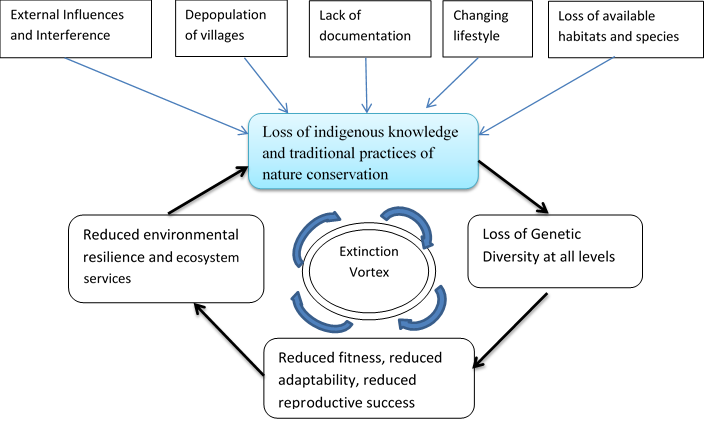 External Influences
and Interference
Depopulation
of villages
Lack of
documentation
Changing
lifestyle
Loss of available
habitats and species
Loss of indigenous knowledge
and traditional practices of
nature conservation
Reduced environmental
resilience and ecosystem
services
Extinction
Vortex
Loss of Genetic
Diversity at all levels
Reduced fitness, reduced
adaptability, reduced
reproductive success